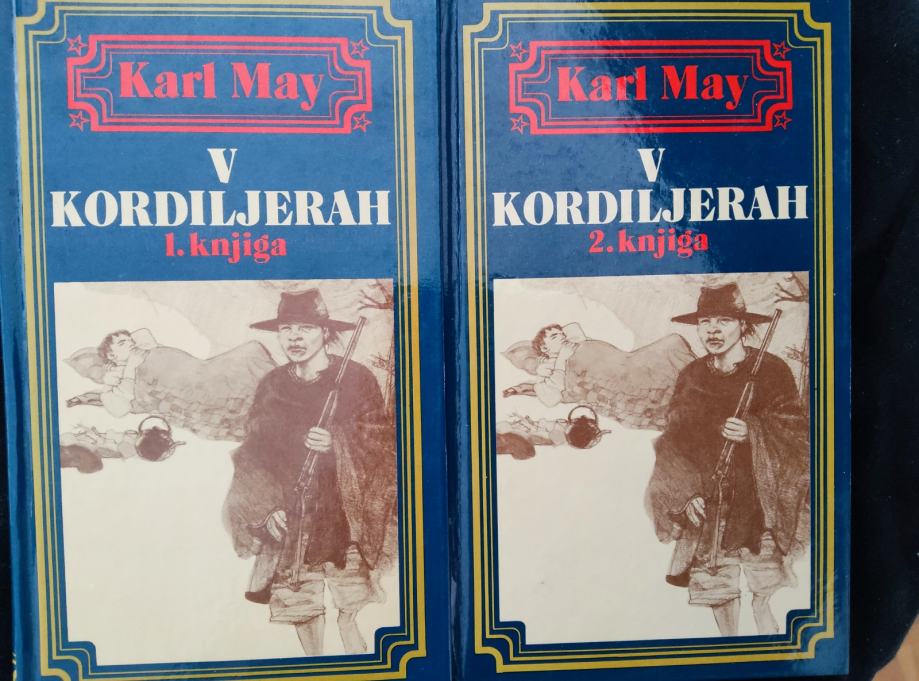 Karl May
V
KORDILJERAH
1. knjiga
Karl May
V
KORDILJERAH
2. knjiga